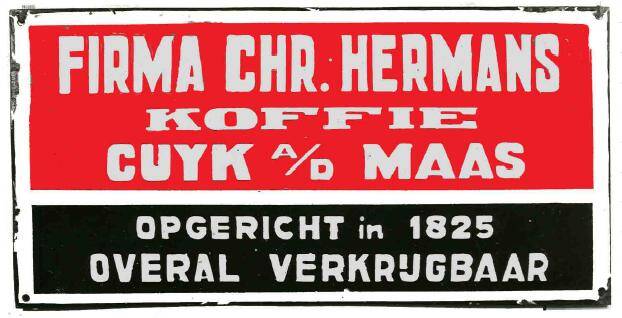 FIRMA CHR. HERMANS
KOFFIE
CUYK A/D MAAS
OPGERICHT in 1825
OVERAL VERKRIJGBAAR